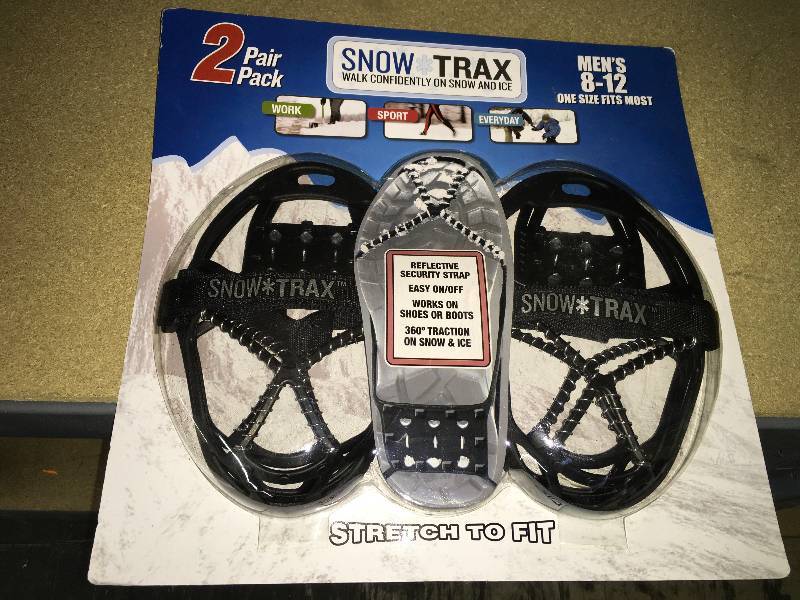 2 Pair
Pack
SNOW*TRAX
WALK CONFIDENTLY ON SNOW AND ICE
MEN'S
8-12
ONE SIZE FITS MOST
WORK
SPORT
EVERYDAY
SNOW*TRAX™
REFLECTIVE
SECURITY STRAP
EASY ON/OFF
WORKS ON
SHOES OR BOOTS
360° TRACTION
ON SNOW & ICE
SNOW*TRAX™
STRETCH TO FIT